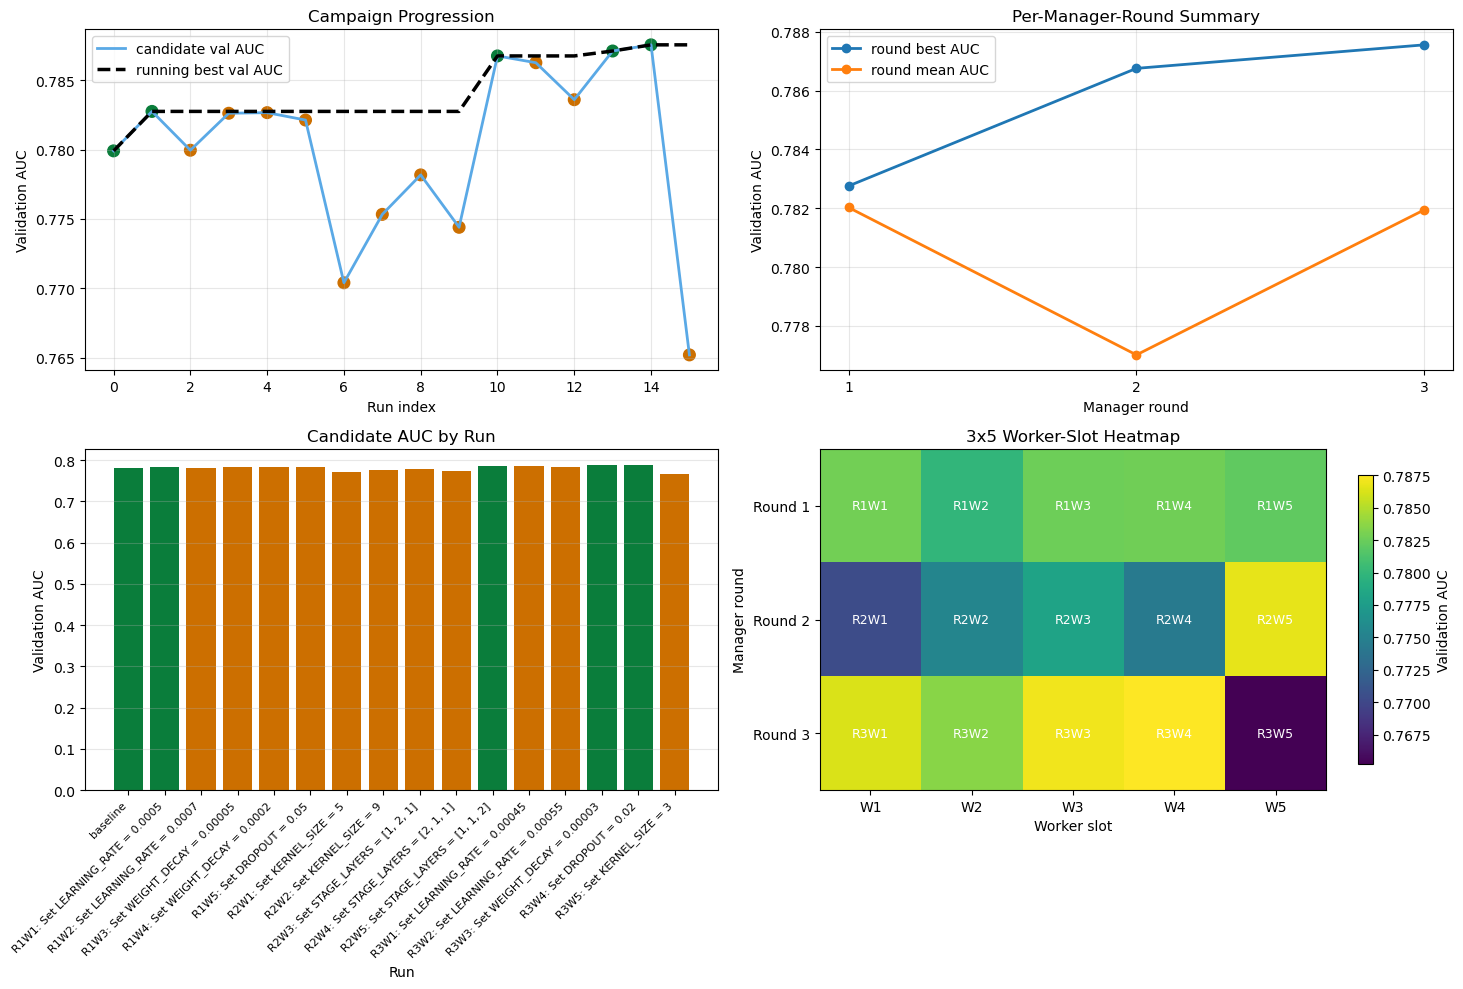 Campaign Progression
candidate val AUC
running best val AUC
0.785
0.780
0.775
0.770
0.765
Validation AUC
0 2 4 6 8 10 12 14
Run index
Per-Manager-Round Summary
round best AUC
round mean AUC
0.788
0.786
0.784
0.782
0.780
0.778
Validation AUC
1 2 3
Manager round
Candidate AUC by Run
0.8
0.7
0.6
0.5
0.4
0.3
0.2
0.1
0.0
Validation AUC
baseline
R1W1: Set LEARNING_RATE = 0.0005
R1W2: Set LEARNING_RATE = 0.0007
R1W3: Set WEIGHT_DECAY = 0.00005
R1W4: Set WEIGHT_DECAY = 0.0002
R1W5: Set DROPOUT = 0.05
R2W1: Set KERNEL_SIZE = 5
R2W2: Set KERNEL_SIZE = 9
R2W3: Set STAGE_LAYERS = [1, 2, 1]
R2W4: Set STAGE_LAYERS = [2, 1, 1]
R2W5: Set STAGE_LAYERS = [1, 1, 2]
R3W1: Set LEARNING_RATE = 0.00045
R3W2: Set LEARNING_RATE = 0.00055
R3W3: Set WEIGHT_DECAY = 0.00003
R3W4: Set DROPOUT = 0.02
R3W5: Set KERNEL_SIZE = 3
Run
3x5 Worker-Slot Heatmap
Manager round
Round 1 R1W1 R1W2 R1W3 R1W4 R1W5
Round 2 R2W1 R2W2 R2W3 R2W4 R2W5
Round 3 R3W1 R3W2 R3W3 R3W4 R3W5
W1 W2 W3 W4 W5
Worker slot
0.7875
0.7850
0.7825
0.7800
0.7775
0.7750
0.7725
0.7700
0.7675
Validation AUC